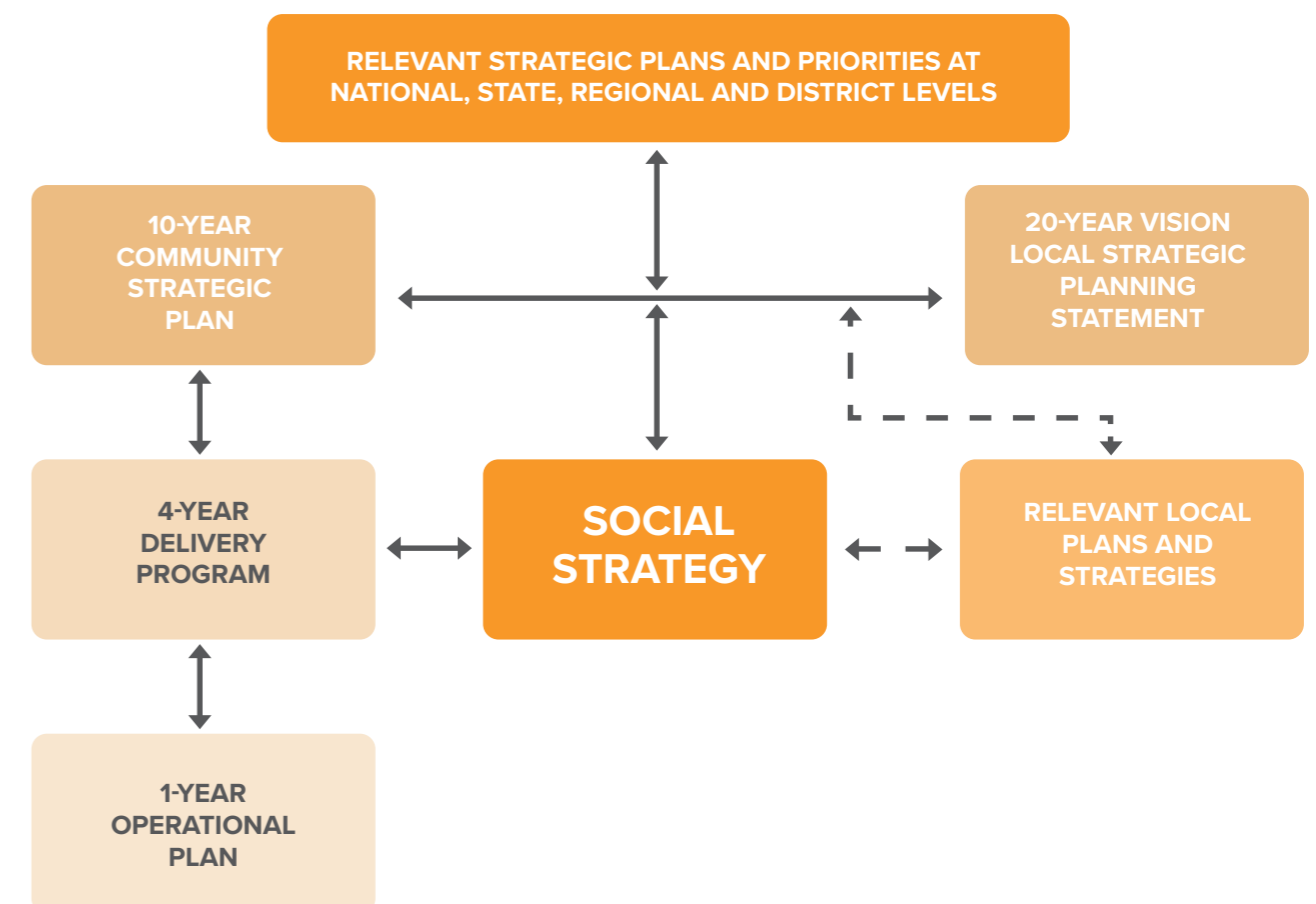 RELEVANT STRATEGIC PLANS AND PRIORITIES AT
NATIONAL, STATE, REGIONAL AND DISTRICT LEVELS
10-YEAR
COMMUNITY
STRATEGIC
PLAN
20-YEAR VISION
LOCAL STRATEGIC
PLANNING
STATEMENT
4-YEAR
DELIVERY
PROGRAM
SOCIAL
STRATEGY
RELEVANT LOCAL
PLANS AND
STRATEGIES
1-YEAR
OPERATIONAL
PLAN